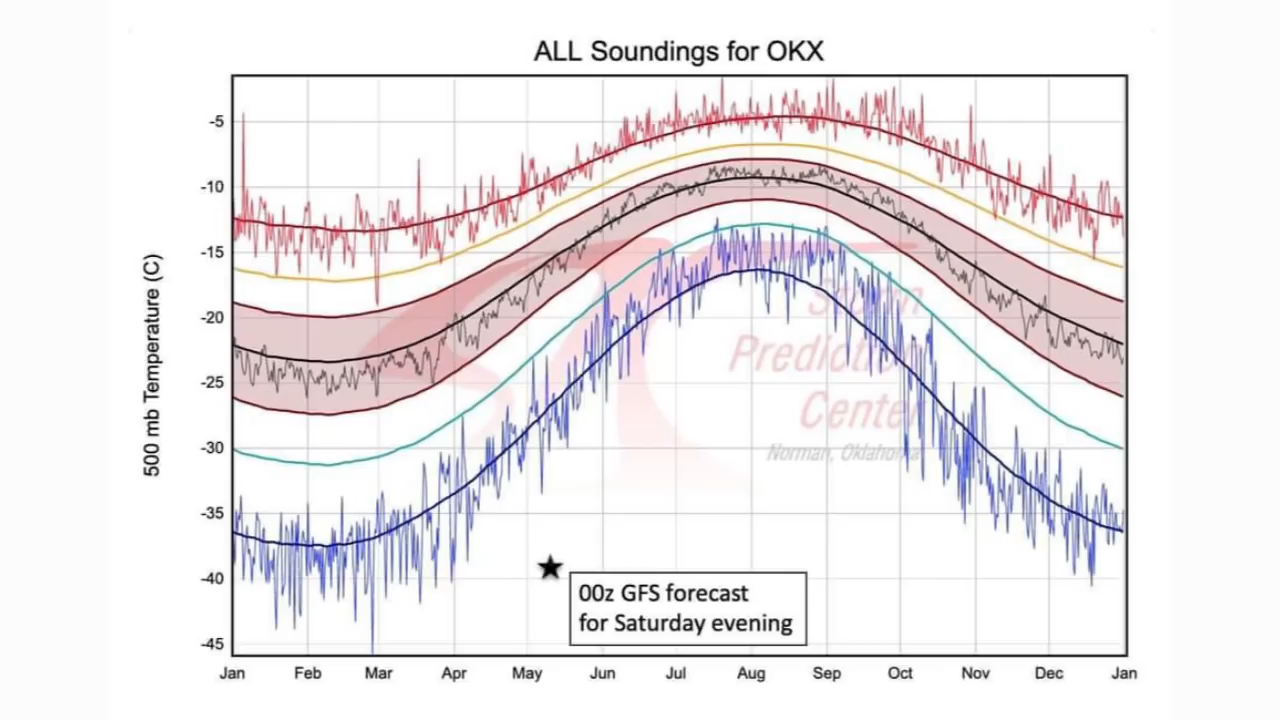 ALL Soundings for OKX
500 mb Temperature (C)
-5
-10
-15
-20
-25
-30
-35
-40
-45
Storm
Prediction
Center
Norman, Oklahoma
00z GFS forecast
for Saturday evening
Jan Feb Mar Apr May Jun Jul Aug Sep Oct Nov Dec Jan